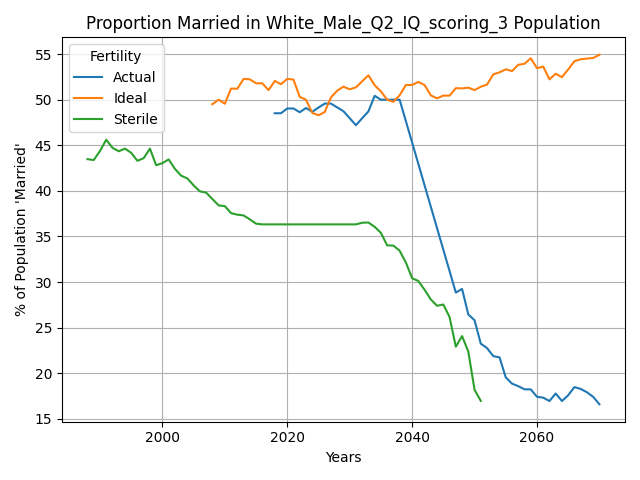 Proportion Married in White_Male_Q2_IQ_scoring_3 Population
% of Population 'Married'
55
50
45
40
35
30
25
20
15
Fertility
Actual
Ideal
Sterile
2000 2020 2040 2060
Years